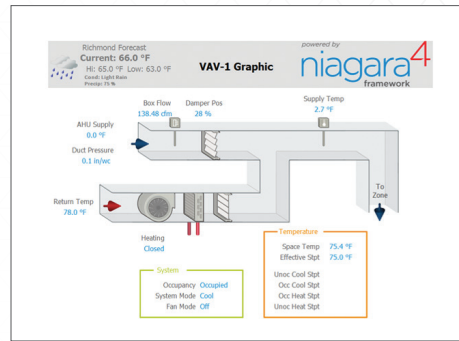 Richmond Forecast
Current: 66.0 °F
Hi: 65.0 °F Low: 63.0 °F
Cond: Light Rain
Precip: 75 %
VAV-1 Graphic
powered by
niagara4
framework
Box Flow
138.48 cfm
Damper Pos
28 %
Supply Temp
2.7 °F
AHU Supply
0.0 °F
Duct Pressure
0.1 in/wc
Return Temp
78.0 °F
To
Zone
Heating
Closed
System
Occupancy Occupied
System Mode Cool
Fan Mode Off
Temperature
Space Temp 75.4 °F
Effective Stpt 75.0 °F
Unoc Cool Stpt
Occ Cool Stpt
Occ Heat Stpt
Unoc Heat Stpt